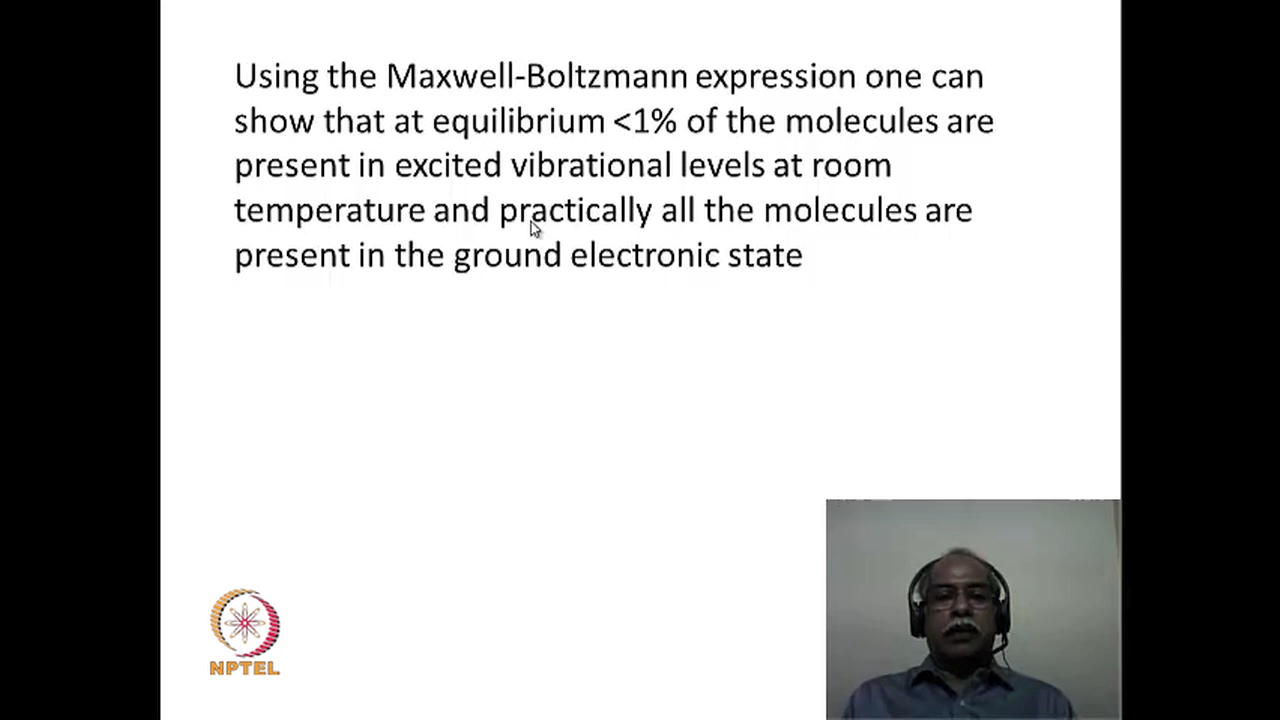 Using the Maxwell-Boltzmann expression one can
show that at equilibrium <1% of the molecules are
present in excited vibrational levels at room
temperature and practically all the molecules are
present in the ground electronic state
NPTEL